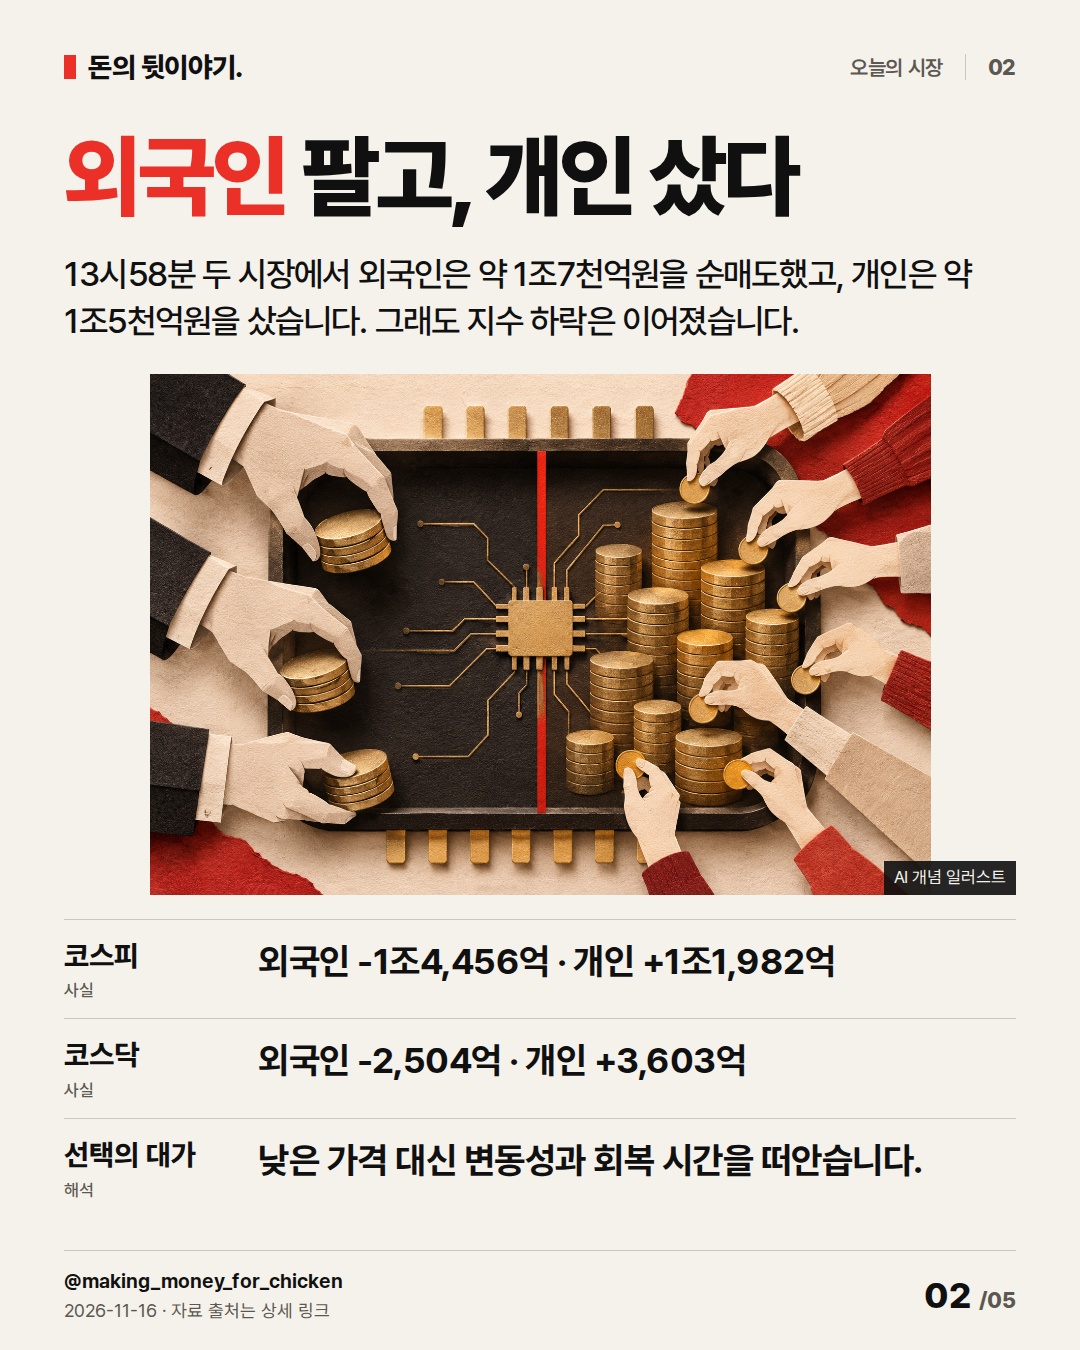 돈의 뒷이야기.
오늘의 시장 02
외국인 팔고, 개인 샀다
13시58분 두 시장에서 외국인은 약 1조7천억원을 순매도했고, 개인은 약
1조5천억원을 샀습니다. 그래도 지수 하락은 이어졌습니다.
AI 개념 일러스트
코스피
외국인 -1조4,456억 · 개인 +1조1,982억
사실
코스닥
외국인 -2,504억 · 개인 +3,603억
사실
선택의 대가
낮은 가격 대신 변동성과 회복 시간을 떠안습니다.
해석
@making_money_for_chicken
2026-11-16 · 자료 출처는 상세 링크
02 /05